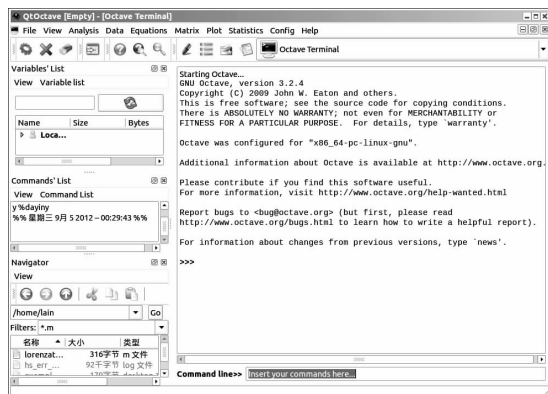 QtOctave [Empty] - [Octave Terminal]
File View Analysis Data Equations Matrix Plot Statistics Config Help
Octave Terminal
Variables' List
View Variable list
Name Size Bytes
Loca...
Commands' List
View Command List
y %dayiny
%% 星期三 9月 5 2012 – 00:29:43 %%
Navigator
View
/home/lain Go
Filters: *.m
名称 大小 类型
lorenzat... 316字节 m 文件
hs_err_... 92千字节 log 文件
Starting Octave...
GNU Octave, version 3.2.4
Copyright (C) 2009 John W. Eaton and others.
This is free software; see the source code for copying conditions.
There is ABSOLUTELY NO WARRANTY; not even for MERCHANTABILITY or
FITNESS FOR A PARTICULAR PURPOSE.  For details, type `warranty'.
Octave was configured for "x86_64-pc-linux-gnu".
Additional information about Octave is available at http://www.octave.org.
Please contribute if you find this software useful.
For more information, visit http://www.octave.org/help-wanted.html
Report bugs to <bug@octave.org> (but first, please read
http://www.octave.org/bugs.html to learn how to write a helpful report).
For information about changes from previous versions, type `news'.
>>>
Command line>> Insert your commands here...